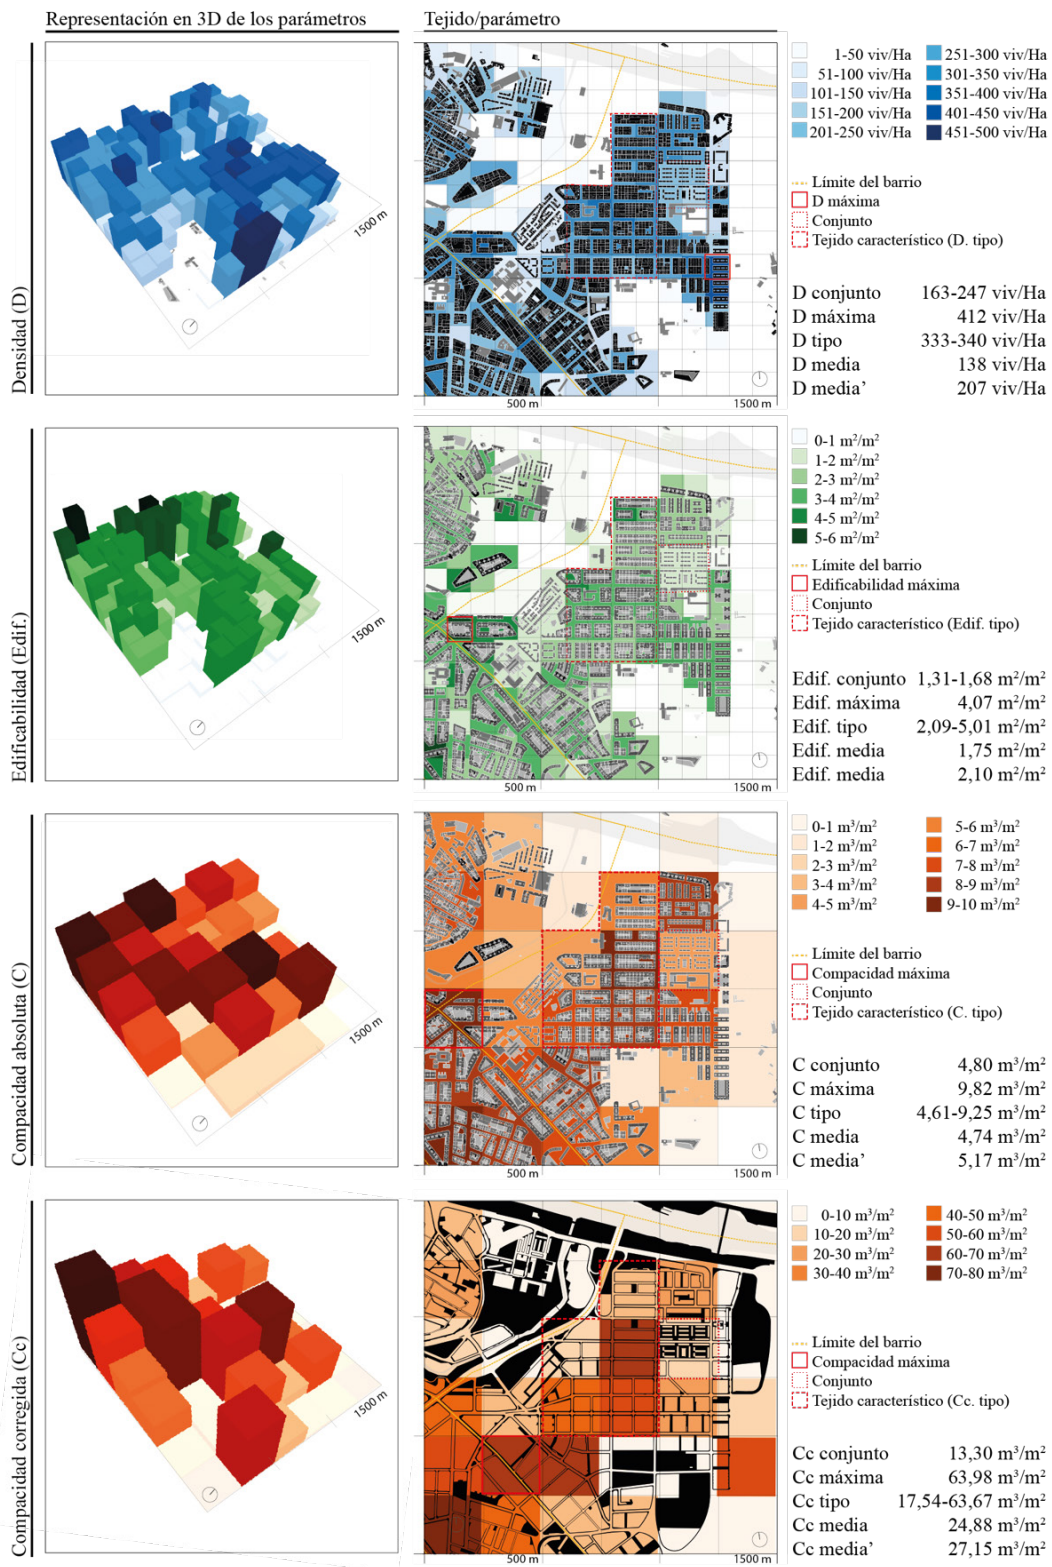 Representación en 3D de los parámetros
Tejido/parámetro
Densidad (D)
1500 m
500 m
1500 m
1-50 viv/Ha
51-100 viv/Ha
101-150 viv/Ha
151-200 viv/Ha
201-250 viv/Ha
251-300 viv/Ha
301-350 viv/Ha
351-400 viv/Ha
401-450 viv/Ha
451-500 viv/Ha
Límite del barrio
D máxima
Conjunto
Tejido característico (D. tipo)
D conjunto 163-247 viv/Ha
D máxima 412 viv/Ha
D tipo 333-340 viv/Ha
D media 138 viv/Ha
D media’ 207 viv/Ha
Edificabilidad (Edif.)
1500 m
500 m
1500 m
0-1 m²/m²
1-2 m²/m²
2-3 m²/m²
3-4 m²/m²
4-5 m²/m²
5-6 m²/m²
Límite del barrio
Edificabilidad máxima
Conjunto
Tejido característico (Edif. tipo)
Edif. conjunto 1,31-1,68 m²/m²
Edif. máxima 4,07 m²/m²
Edif. tipo 2,09-5,01 m²/m²
Edif. media 1,75 m²/m²
Edif. media 2,10 m²/m²
Compacidad absoluta (C)
1500 m
500 m
1500 m
0-1 m³/m²
1-2 m³/m²
2-3 m³/m²
3-4 m³/m²
4-5 m³/m²
5-6 m³/m²
6-7 m³/m²
7-8 m³/m²
8-9 m³/m²
9-10 m³/m²
Límite del barrio
Compacidad máxima
Conjunto
Tejido característico (C. tipo)
C conjunto 4,80 m³/m²
C máxima 9,82 m³/m²
C tipo 4,61-9,25 m³/m²
C media 4,74 m³/m²
C media’ 5,17 m³/m²
Compacidad corregida (Cc)
1500 m
500 m
1500 m
0-10 m³/m²
10-20 m³/m²
20-30 m³/m²
30-40 m³/m²
40-50 m³/m²
50-60 m³/m²
60-70 m³/m²
70-80 m³/m²
Límite del barrio
Compacidad máxima
Conjunto
Tejido característico (Cc. tipo)
Cc conjunto 13,30 m³/m²
Cc máxima 63,98 m³/m²
Cc tipo 17,54-63,67 m³/m²
Cc media 24,88 m³/m²
Cc media’ 27,15 m³/m²